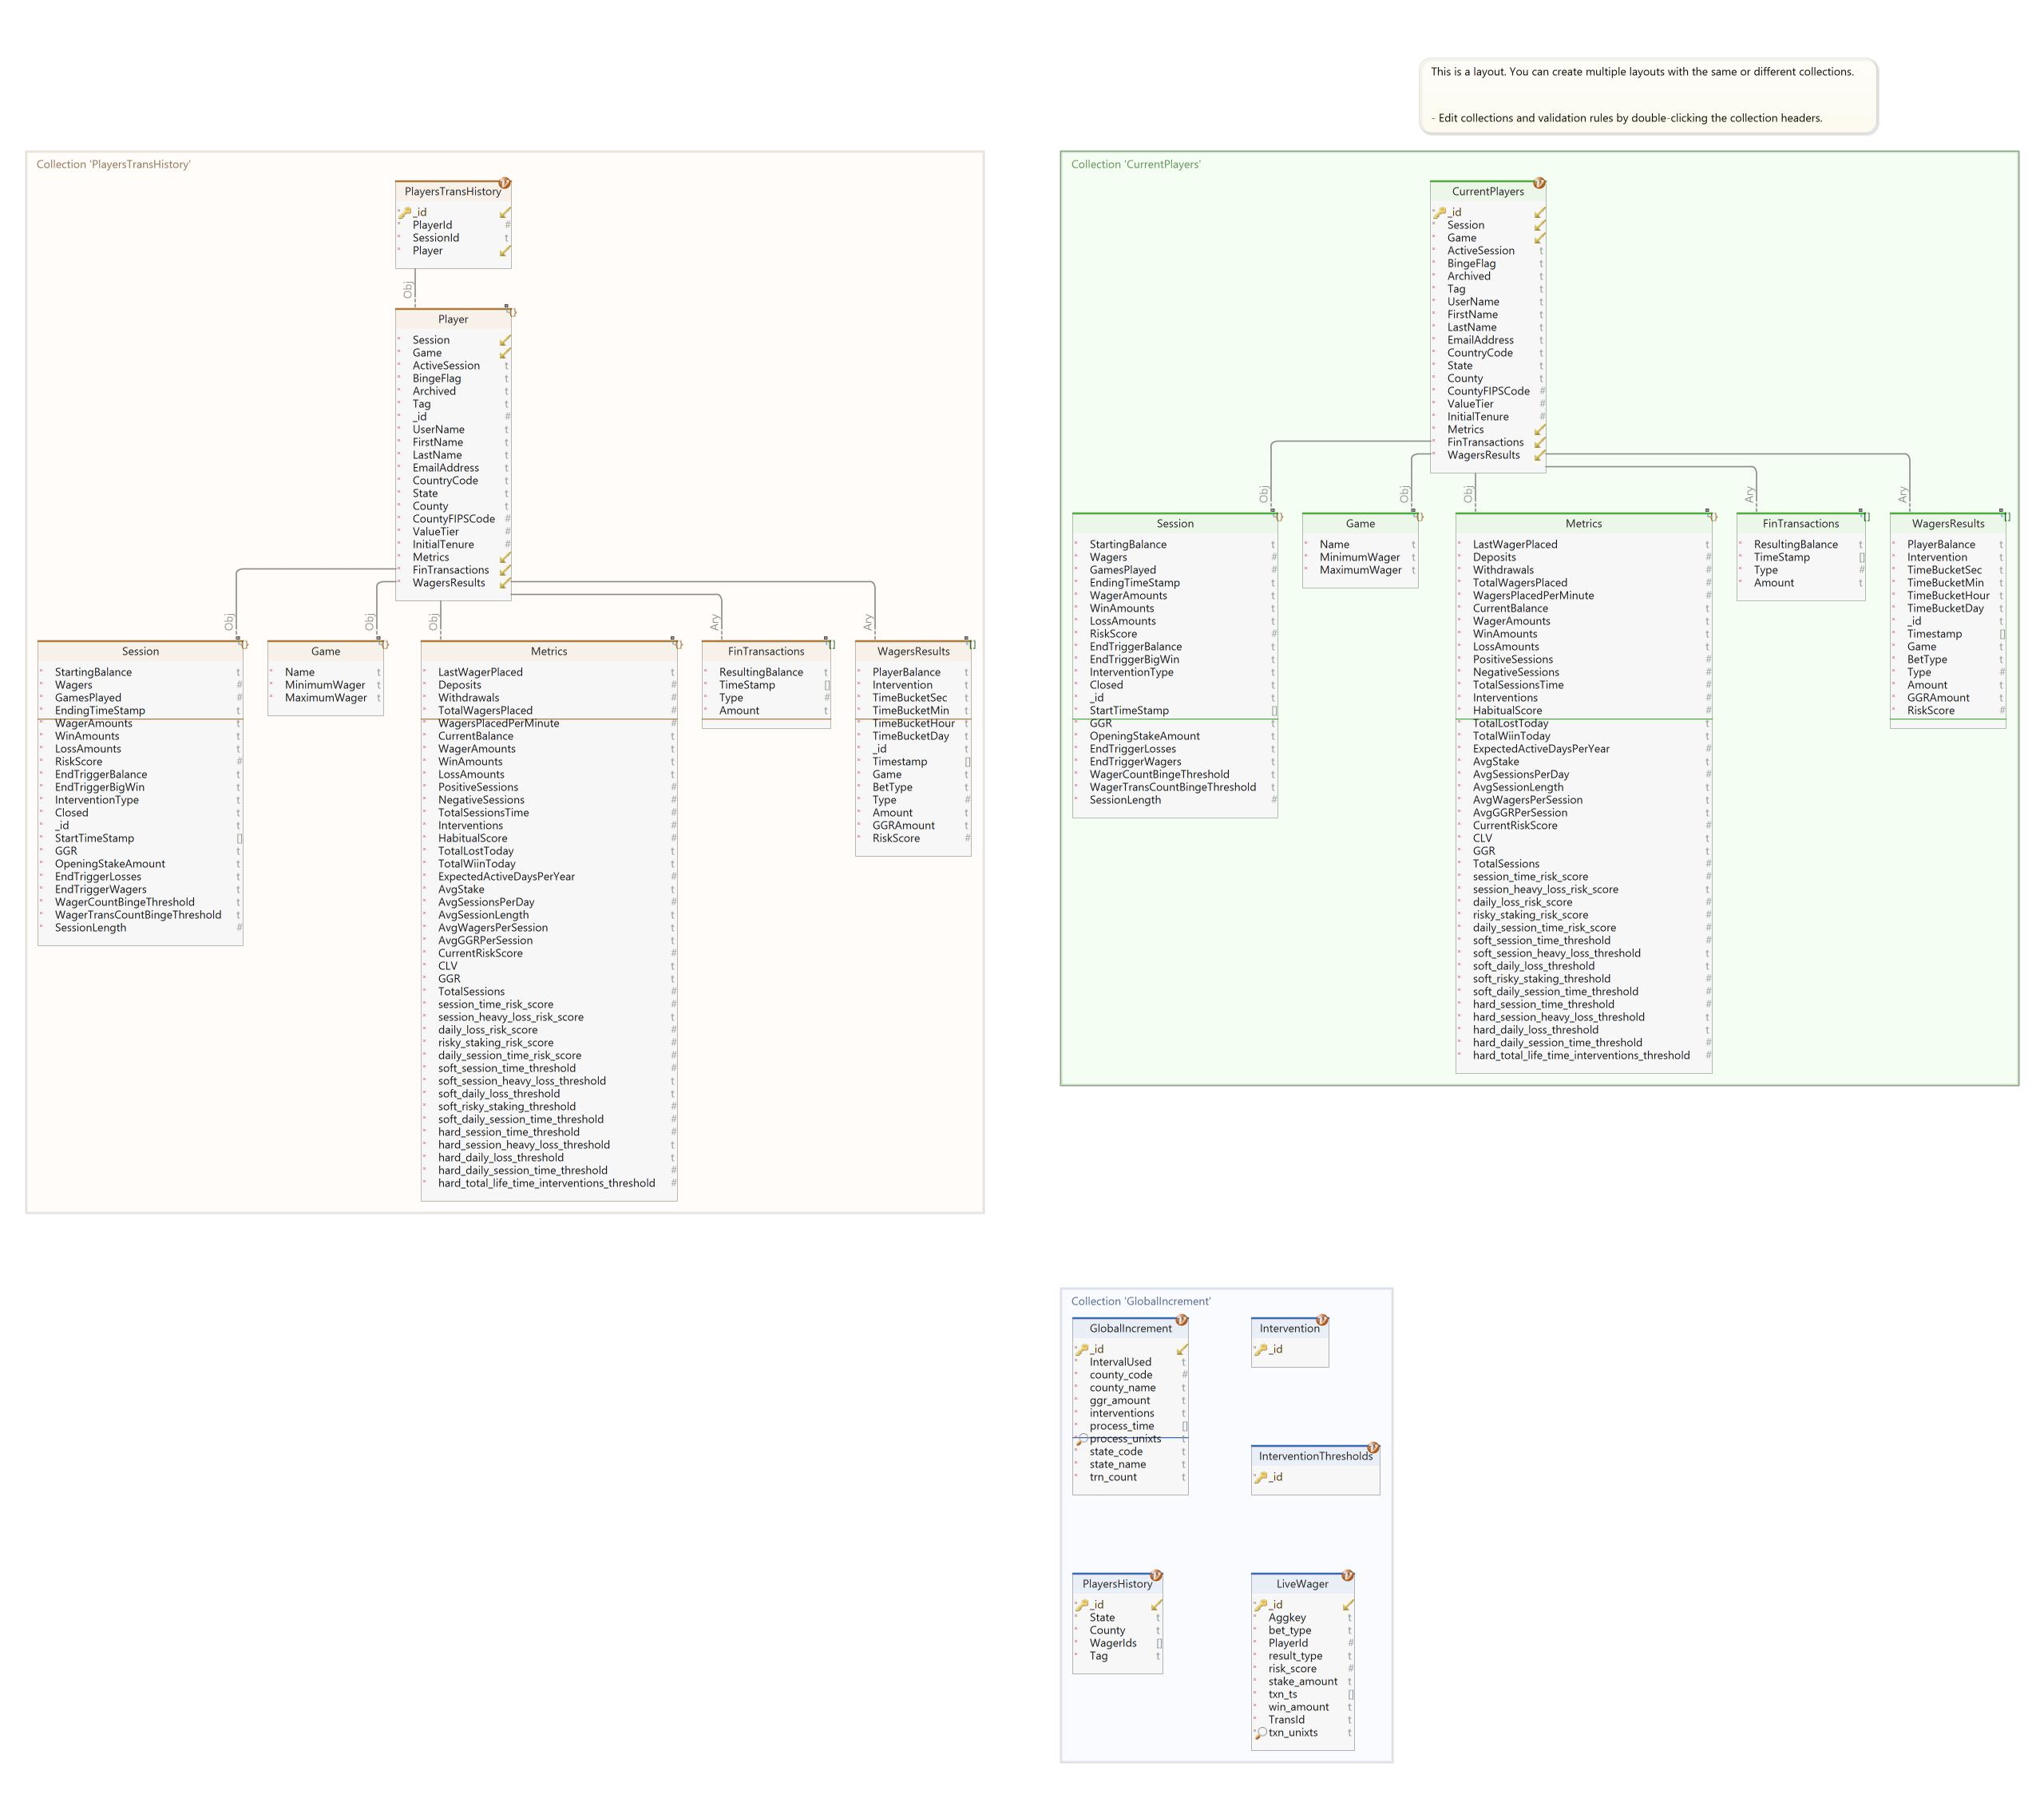 This is a layout. You can create multiple layouts with the same or different collections.
- Edit collections and validation rules by double-clicking the collection headers.
Collection 'PlayersTransHistory'
PlayersTransHistory
_id
PlayerId #
SessionId t
Player
Obj
Player
Session
Game
ActiveSession t
BingeFlag t
Archived t
Tag t
_id #
UserName t
FirstName t
LastName t
EmailAddress t
CountryCode t
State t
County t
CountyFIPSCode #
ValueTier #
InitialTenure #
Metrics
FinTransactions
WagersResults
Obj
Obj
Obj
Ary
Ary
Session
StartingBalance t
Wagers #
GamesPlayed #
EndingTimeStamp t
WagerAmounts t
WinAmounts t
LossAmounts t
RiskScore #
EndTriggerBalance t
EndTriggerBigWin t
InterventionType t
Closed t
_id t
StartTimeStamp []
GGR t
OpeningStakeAmount t
EndTriggerLosses t
EndTriggerWagers t
WagerCountBingeThreshold t
WagerTransCountBingeThreshold t
SessionLength #
Game
Name t
MinimumWager t
MaximumWager t
Metrics
LastWagerPlaced t
Deposits #
Withdrawals #
TotalWagersPlaced #
WagersPlacedPerMinute #
CurrentBalance t
WagerAmounts t
WinAmounts t
LossAmounts t
PositiveSessions #
NegativeSessions #
TotalSessionsTime #
Interventions #
HabitualScore #
TotalLostToday t
TotalWiinToday t
ExpectedActiveDaysPerYear #
AvgStake t
AvgSessionsPerDay #
AvgSessionLength t
AvgWagersPerSession t
AvgGGRPerSession t
CurrentRiskScore #
CLV t
GGR t
TotalSessions #
session_time_risk_score #
session_heavy_loss_risk_score t
daily_loss_risk_score #
risky_staking_risk_score #
daily_session_time_risk_score #
soft_session_time_threshold #
soft_session_heavy_loss_threshold t
soft_daily_loss_threshold t
soft_risky_staking_threshold #
soft_daily_session_time_threshold #
hard_session_time_threshold #
hard_session_heavy_loss_threshold t
hard_daily_loss_threshold t
hard_daily_session_time_threshold #
hard_total_life_time_interventions_threshold #
FinTransactions
ResultingBalance t
TimeStamp []
Type #
Amount t
WagersResults
PlayerBalance t
Intervention t
TimeBucketSec t
TimeBucketMin t
TimeBucketHour t
TimeBucketDay t
_id t
Timestamp []
Game t
BetType t
Type #
Amount t
GGRAmount t
RiskScore #
Collection 'CurrentPlayers'
CurrentPlayers
_id
Session
Game
ActiveSession t
BingeFlag t
Archived t
Tag t
UserName t
FirstName t
LastName t
EmailAddress t
CountryCode t
State t
County t
CountyFIPSCode #
ValueTier #
InitialTenure #
Metrics
FinTransactions
WagersResults
Obj
Obj
Obj
Ary
Ary
Session
StartingBalance t
Wagers #
GamesPlayed #
EndingTimeStamp t
WagerAmounts t
WinAmounts t
LossAmounts t
RiskScore #
EndTriggerBalance t
EndTriggerBigWin t
InterventionType t
Closed t
_id t
StartTimeStamp []
GGR t
OpeningStakeAmount t
EndTriggerLosses t
EndTriggerWagers t
WagerCountBingeThreshold t
WagerTransCountBingeThreshold t
SessionLength #
Game
Name t
MinimumWager t
MaximumWager t
Metrics
LastWagerPlaced t
Deposits #
Withdrawals #
TotalWagersPlaced #
WagersPlacedPerMinute #
CurrentBalance t
WagerAmounts t
WinAmounts t
LossAmounts t
PositiveSessions #
NegativeSessions #
TotalSessionsTime #
Interventions #
HabitualScore #
TotalLostToday t
TotalWiinToday t
ExpectedActiveDaysPerYear #
AvgStake t
AvgSessionsPerDay #
AvgSessionLength t
AvgWagersPerSession t
AvgGGRPerSession t
CurrentRiskScore #
CLV t
GGR t
TotalSessions #
session_time_risk_score #
session_heavy_loss_risk_score t
daily_loss_risk_score #
risky_staking_risk_score #
daily_session_time_risk_score #
soft_session_time_threshold #
soft_session_heavy_loss_threshold t
soft_daily_loss_threshold t
soft_risky_staking_threshold #
soft_daily_session_time_threshold #
hard_session_time_threshold #
hard_session_heavy_loss_threshold t
hard_daily_loss_threshold t
hard_daily_session_time_threshold #
hard_total_life_time_interventions_threshold #
FinTransactions
ResultingBalance t
TimeStamp []
Type #
Amount t
WagersResults
PlayerBalance t
Intervention t
TimeBucketSec t
TimeBucketMin t
TimeBucketHour t
TimeBucketDay t
_id t
Timestamp []
Game t
BetType t
Type #
Amount t
GGRAmount t
RiskScore #
Collection 'GlobalIncrement'
GlobalIncrement
_id
IntervalUsed t
county_code #
county_name t
ggr_amount t
interventions t
process_time []
process_unixts t
state_code t
state_name t
trn_count t
Intervention
_id
InterventionThresholds
_id
PlayersHistory
_id
State t
County t
WagerIds []
Tag t
LiveWager
_id
Aggkey t
bet_type t
PlayerId #
result_type t
risk_score #
stake_amount t
txn_ts []
win_amount t
TransId t
txn_unixts t